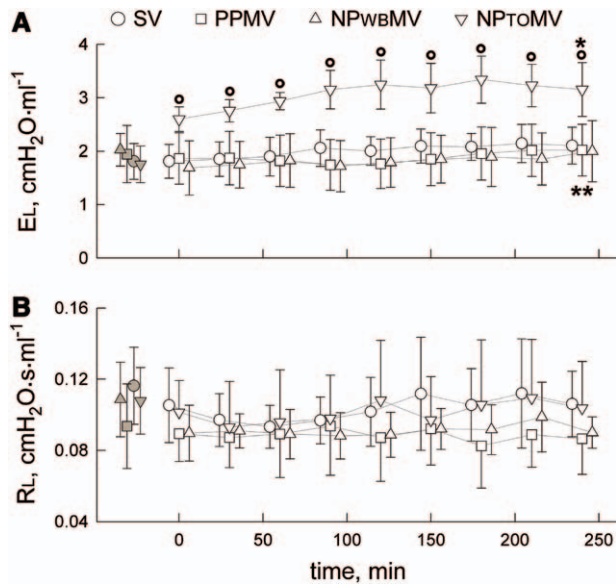 A SV PPMV NPWBMV NPTOMV
4
3
2
1
0
EL, cmH2O·ml-1
*
**
B
0.16
0.12
0.08
0.04
RL, cmH2O·s·ml-1
0 50 100 150 200 250
time, min